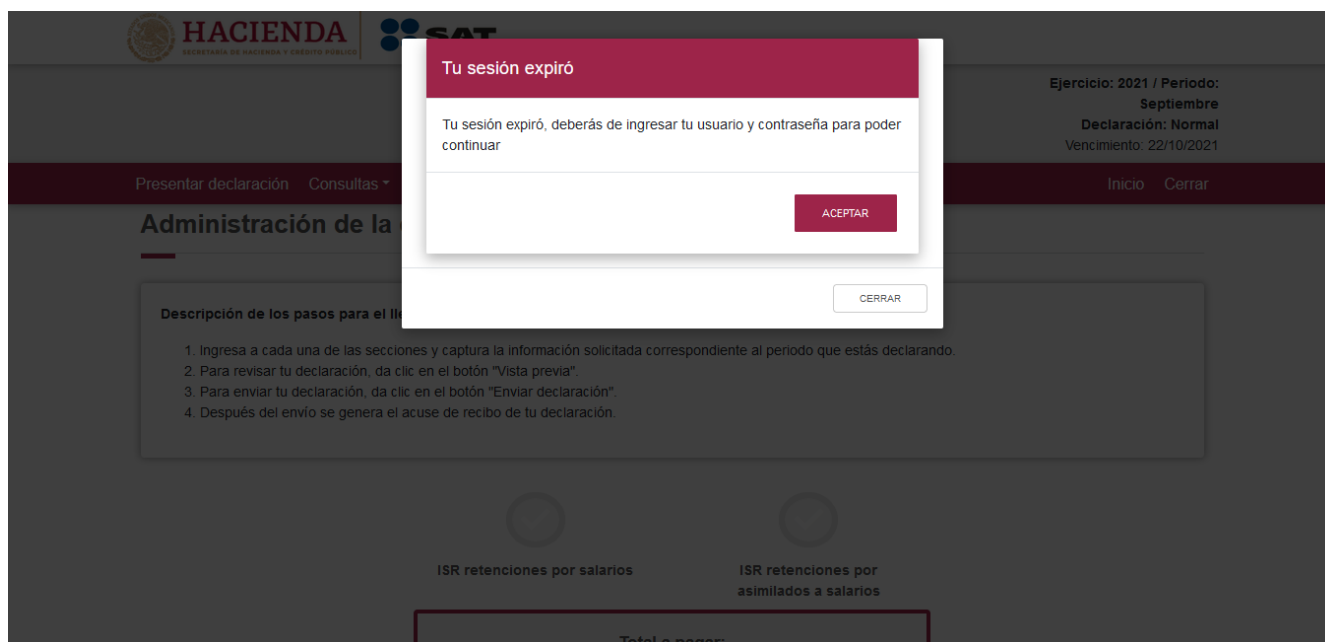 HACIENDA
SECRETARÍA DE HACIENDA Y CRÉDITO PÚBLICO
SAT
Tu sesión expiró
Tu sesión expiró, deberás de ingresar tu usuario y contraseña para poder
continuar
ACEPTAR
CERRAR
Ejercicio: 2021 / Periodo:
Septiembre
Declaración: Normal
Vencimiento: 22/10/2021
Presentar declaración Consultas
Inicio Cerrar
Administración de la
Descripción de los pasos para el
1. Ingresa a cada una de las secciones y captura la información solicitada correspondiente al periodo que estás declarando.
2. Para revisar tu declaración, da clic en el botón "Vista previa".
3. Para enviar tu declaración, da clic en el botón "Enviar declaración".
4. Después del envío se genera el acuse de recibo de tu declaración.
ISR retenciones por salarios
ISR retenciones por
asimilados a salarios
Total a pagar: